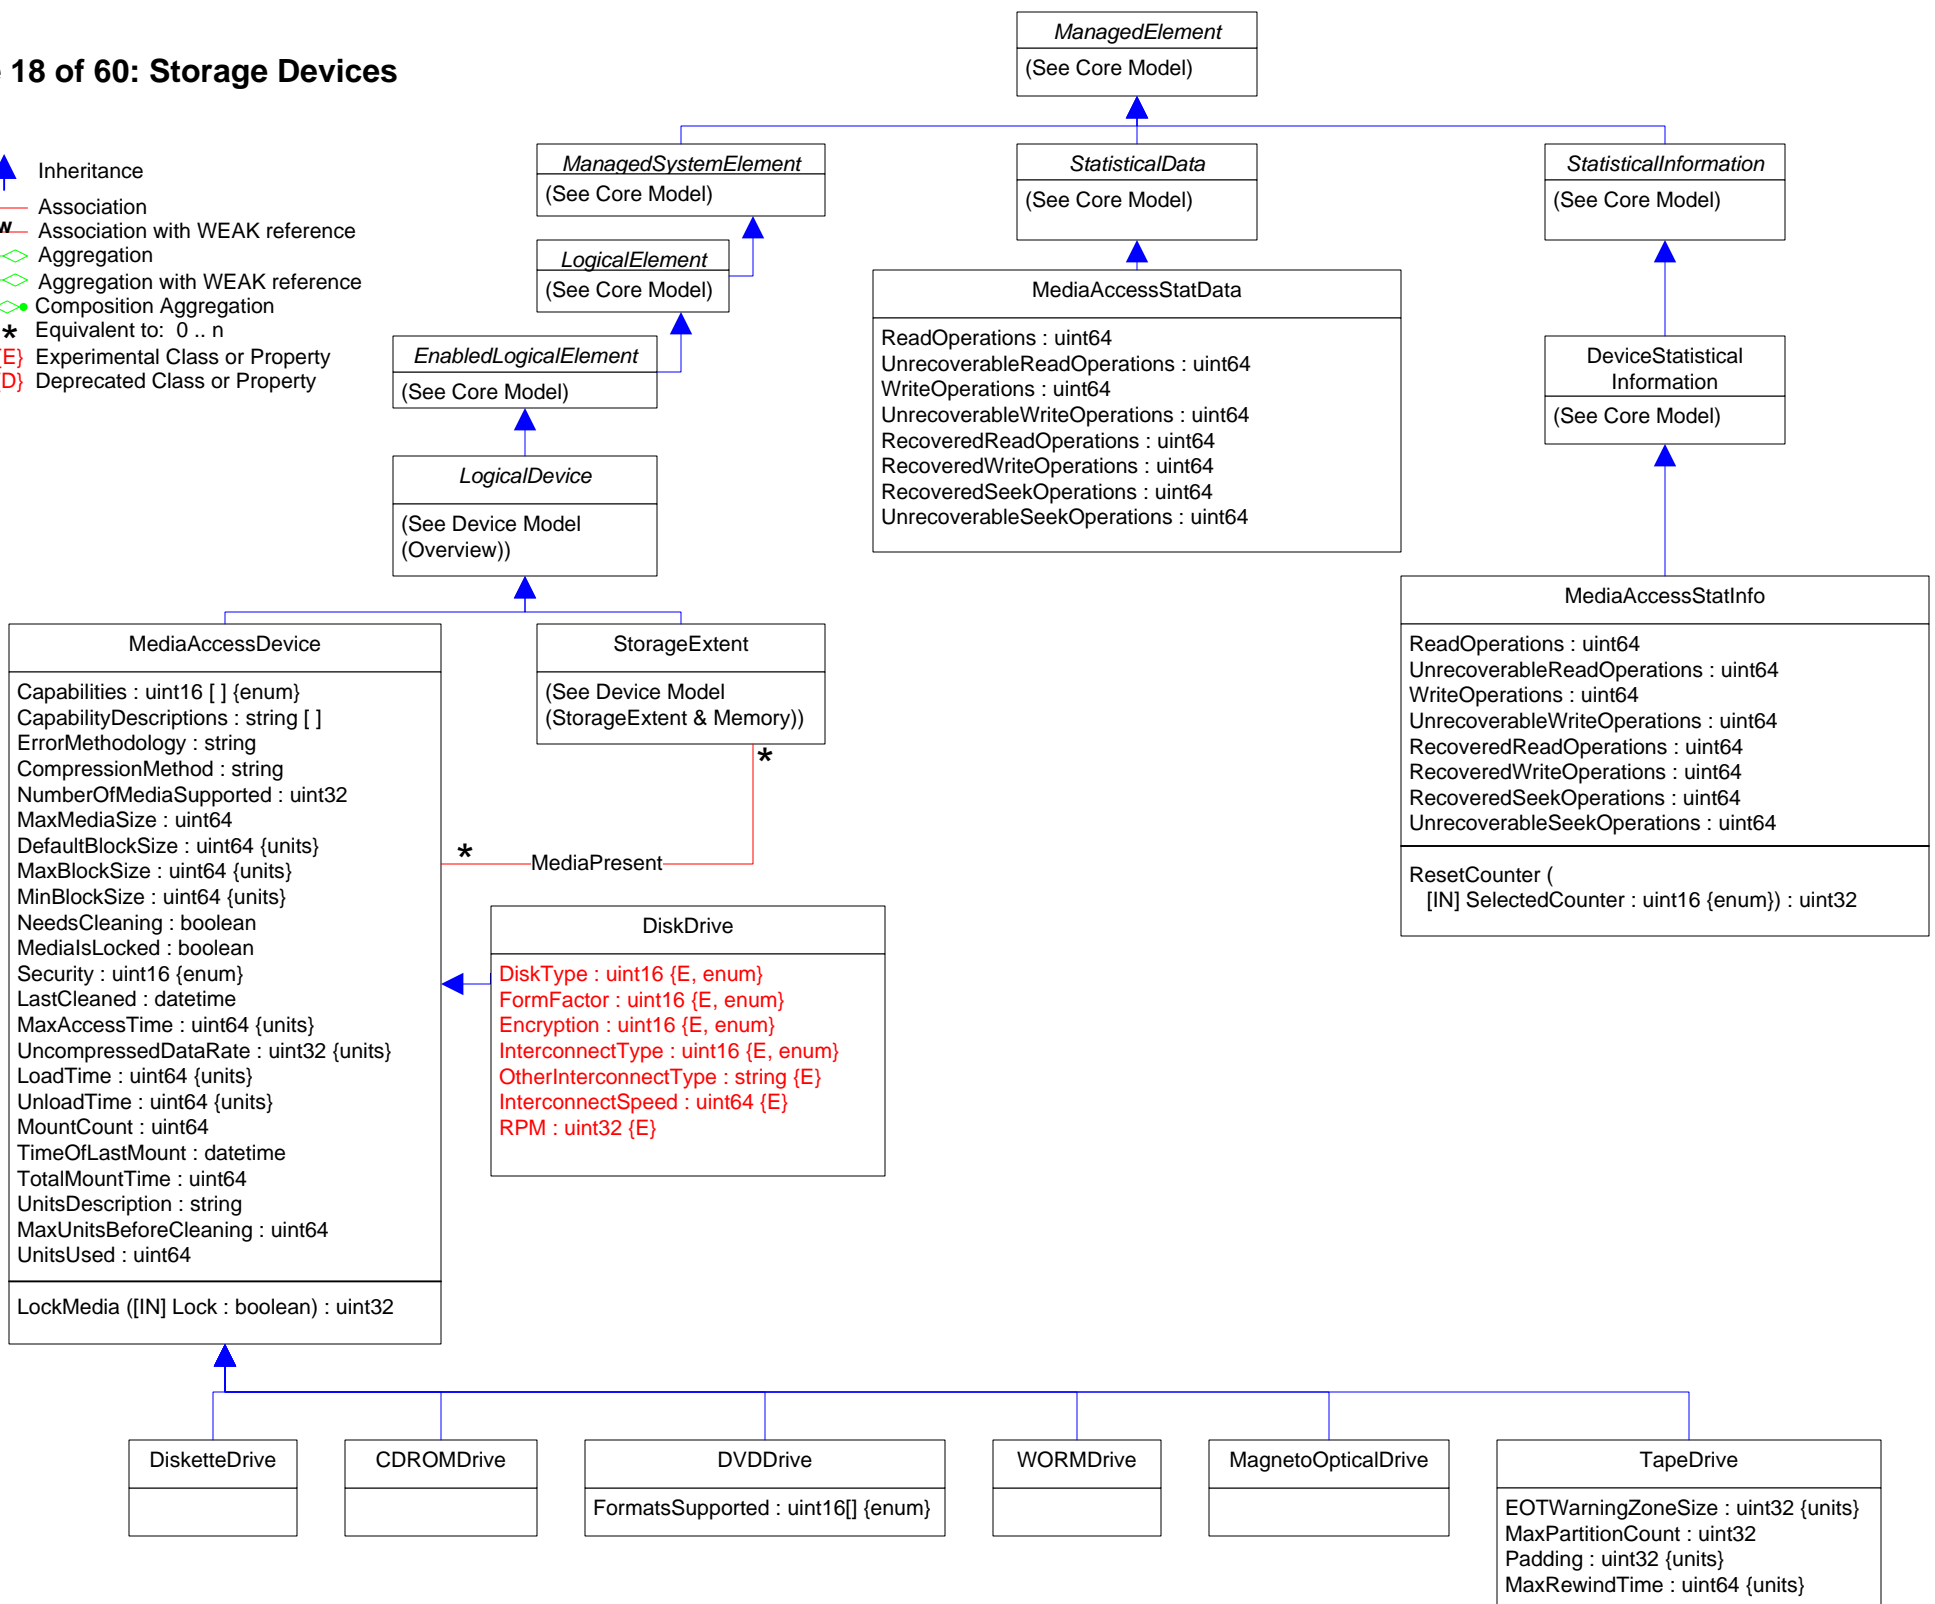 18 of 60: Storage Devices
Inheritance
Association
Association with WEAK reference
Aggregation
Aggregation with WEAK reference
Composition Aggregation
* Equivalent to: 0 .. n
{E} Experimental Class or Property
{D} Deprecated Class or Property
ManagedElement
(See Core Model)
ManagedSystemElement
(See Core Model)
StatisticalData
(See Core Model)
StatisticalInformation
(See Core Model)
LogicalElement
(See Core Model)
EnabledLogicalElement
(See Core Model)
LogicalDevice
(See Device Model
(Overview))
MediaAccessStatData
ReadOperations : uint64
UnrecoverableReadOperations : uint64
WriteOperations : uint64
UnrecoverableWriteOperations : uint64
RecoveredReadOperations : uint64
RecoveredWriteOperations : uint64
RecoveredSeekOperations : uint64
UnrecoverableSeekOperations : uint64
DeviceStatistical
Information
(See Core Model)
MediaAccessStatInfo
ReadOperations : uint64
UnrecoverableReadOperations : uint64
WriteOperations : uint64
UnrecoverableWriteOperations : uint64
RecoveredReadOperations : uint64
RecoveredWriteOperations : uint64
RecoveredSeekOperations : uint64
UnrecoverableSeekOperations : uint64
ResetCounter (
[IN] SelectedCounter : uint16 {enum}) : uint32
MediaAccessDevice
Capabilities : uint16 [ ] {enum}
CapabilityDescriptions : string [ ]
ErrorMethodology : string
CompressionMethod : string
NumberOfMediaSupported : uint32
MaxMediaSize : uint64
DefaultBlockSize : uint64 {units}
MaxBlockSize : uint64 {units}
MinBlockSize : uint64 {units}
NeedsCleaning : boolean
MediaIsLocked : boolean
Security : uint16 {enum}
LastCleaned : datetime
MaxAccessTime : uint64 {units}
UncompressedDataRate : uint32 {units}
LoadTime : uint64 {units}
UnloadTime : uint64 {units}
MountCount : uint64
TimeOfLastMount : datetime
TotalMountTime : uint64
UnitsDescription : string
MaxUnitsBeforeCleaning : uint64
UnitsUsed : uint64
LockMedia ([IN] Lock : boolean) : uint32
StorageExtent
(See Device Model
(StorageExtent & Memory))
*
*
MediaPresent
DiskDrive
DiskType : uint16 {E, enum}
FormFactor : uint16 {E, enum}
Encryption : uint16 {E, enum}
InterconnectType : uint16 {E, enum}
OtherInterconnectType : string {E}
InterconnectSpeed : uint64 {E}
RPM : uint32 {E}
DisketteDrive
CDROMDrive
DVDDrive
FormatsSupported : uint16[] {enum}
WORMDrive
MagnetoOpticalDrive
TapeDrive
EOTWarningZoneSize : uint32 {units}
MaxPartitionCount : uint32
Padding : uint32 {units}
MaxRewindTime : uint64 {units}